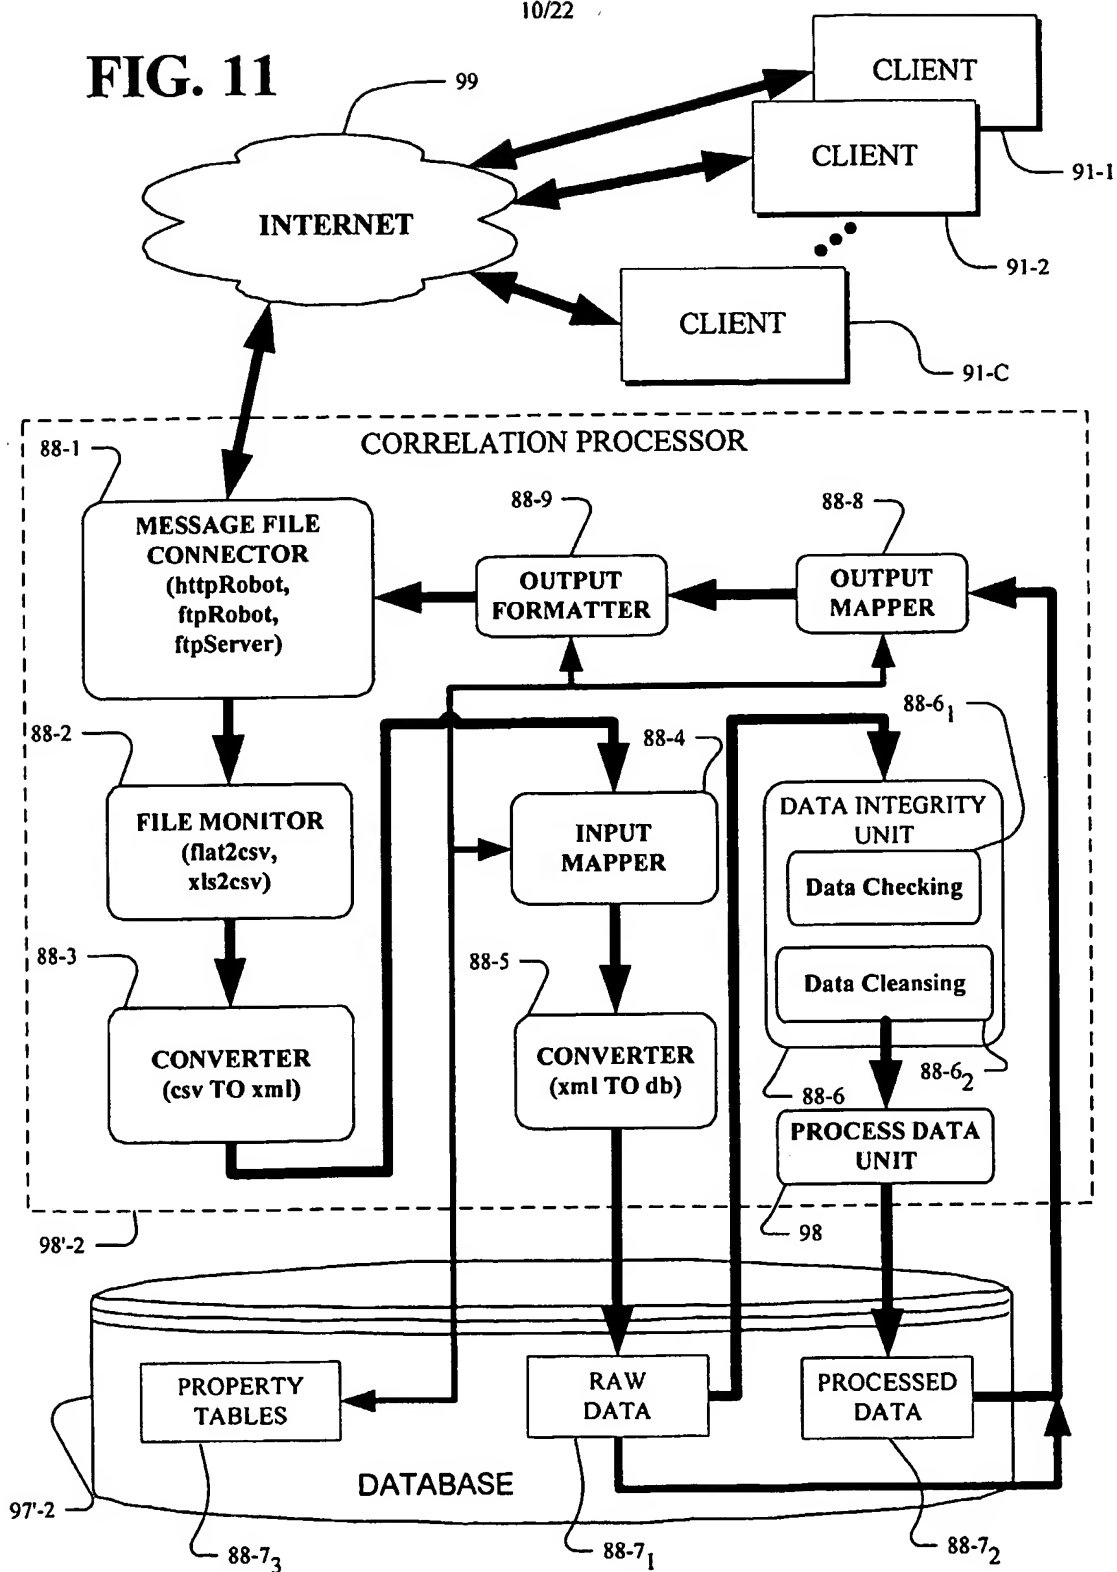 10/22
FIG. 11
99
CLIENT
CLIENT
91-1
INTERNET
91-2
CLIENT
91-C
CORRELATION PROCESSOR
88-1
88-9
88-8
MESSAGE FILE
CONNECTOR
(httpRobot,
ftpRobot,
ftpServer)
OUTPUT
FORMATTER
OUTPUT
MAPPER
88-2
88-4
88-6₁
FILE MONITOR
(flat2csv,
xls2csv)
INPUT
MAPPER
DATA INTEGRITY
UNIT
Data Checking
88-3
88-5
Data Cleansing
CONVERTER
(csv TO xml)
CONVERTER
(xml TO db)
88-6
88-6₂
PROCESS DATA
UNIT
98'-2
98
PROPERTY
TABLES
RAW
DATA
PROCESSED
DATA
DATABASE
97'-2
88-7₃
88-7₁
88-7₂